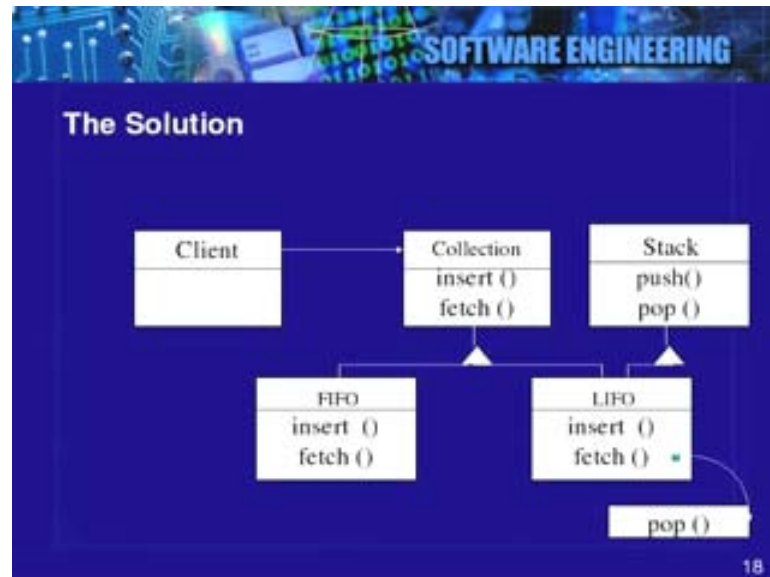 SOFTWARE ENGINEERING
The Solution
Client
Collection
insert ()
fetch ()
Stack
push()
pop ()
FIFO
insert ()
fetch ()
LIFO
insert ()
fetch ()
pop ()
18